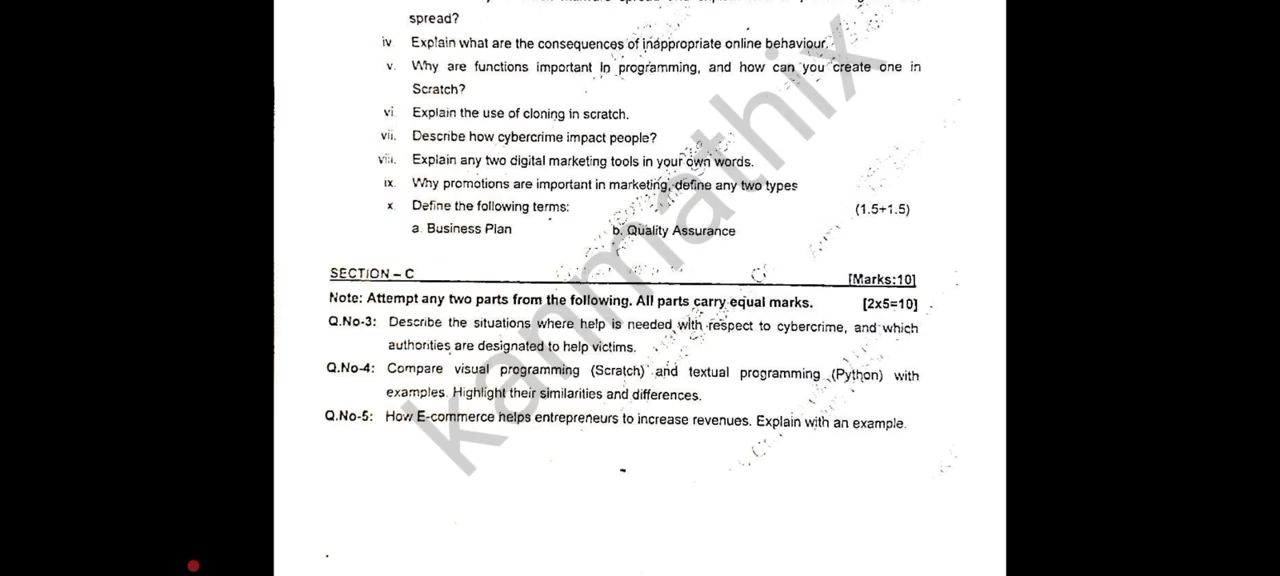 spread?
iv. Explain what are the consequences of inappropriate online behaviour.
v. Why are functions important in programming, and how can you create one in
Scratch?
vi. Explain the use of cloning in scratch.
vii. Describe how cybercrime impact people?
viii. Explain any two digital marketing tools in your own words.
ix. Why promotions are important in marketing, define any two types
x. Define the following terms: (1.5+1.5)
a. Business Plan b. Quality Assurance
SECTION – C [Marks:10]
Note: Attempt any two parts from the following. All parts carry equal marks. [2x5=10]
Q.No-3: Describe the situations where help is needed with respect to cybercrime, and which
authorities are designated to help victims.
Q.No-4: Compare visual programming (Scratch) and textual programming (Python) with
examples. Highlight their similarities and differences.
Q.No-5: How E-commerce helps entrepreneurs to increase revenues. Explain with an example.
kanmathix